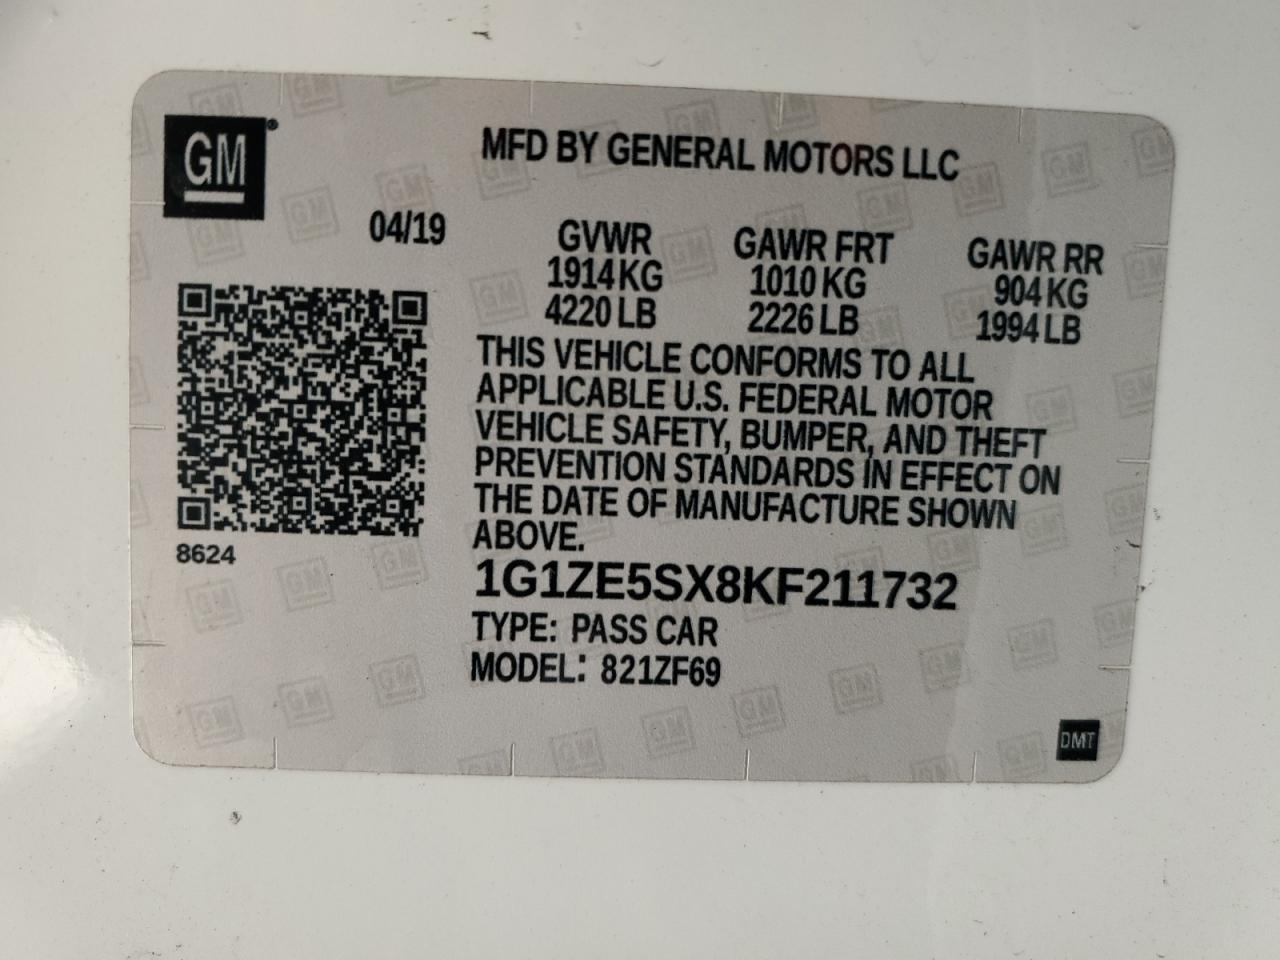 GM
MFD BY GENERAL MOTORS LLC
04/19
GVWR GAWR FRT GAWR RR
1914 KG 1010 KG 904 KG
4220 LB 2226 LB 1994 LB
THIS VEHICLE CONFORMS TO ALL
APPLICABLE U.S. FEDERAL MOTOR
VEHICLE SAFETY, BUMPER, AND THEFT
PREVENTION STANDARDS IN EFFECT ON
THE DATE OF MANUFACTURE SHOWN
ABOVE.
8624
1G1ZE5SX8KF211732
TYPE: PASS CAR
MODEL: 821ZF69
DMT